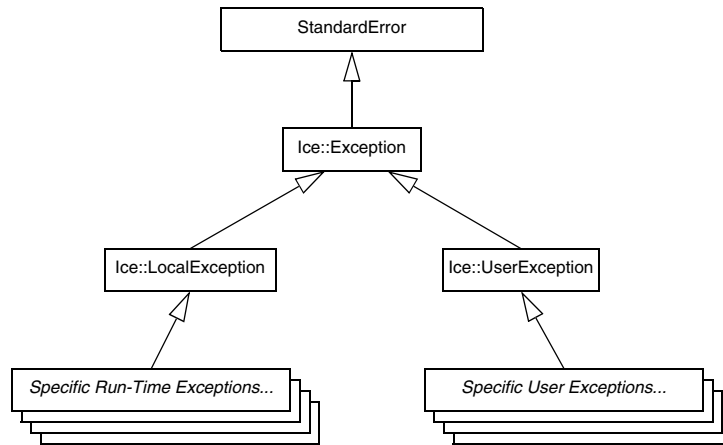 StandardError
Ice::Exception
Ice::LocalException
Ice::UserException
Specific Run-Time Exceptions...
Specific User Exceptions...